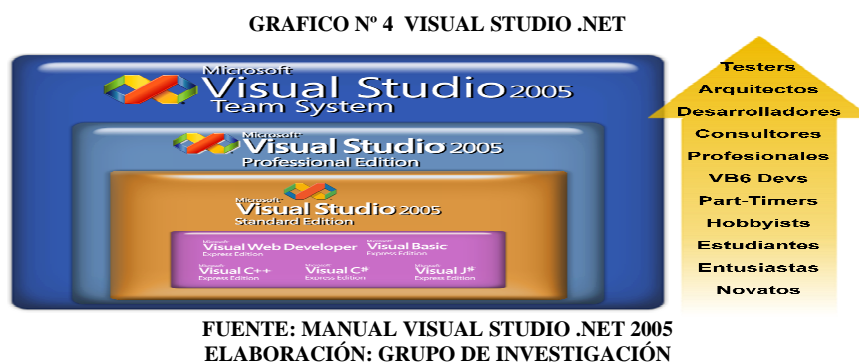 GRAFICO Nº 4 VISUAL STUDIO .NET
Microsoft
Visual Studio 2005
Team System
Microsoft
Visual Studio 2005
Professional Edition
Microsoft
Visual Studio 2005
Standard Edition
Microsoft
Visual Web Developer
Express Edition
Microsoft
Visual Basic
Express Edition
Microsoft
Visual C++
Express Edition
Microsoft
Visual C#
Express Edition
Microsoft
Visual J#
Express Edition
Testers
Arquitectos
Desarrolladores
Consultores
Profesionales
VB6 Devs
Part-Timers
Hobbyists
Estudiantes
Entusiastas
Novatos
FUENTE: MANUAL VISUAL STUDIO .NET 2005
ELABORACIÓN: GRUPO DE INVESTIGACIÓN